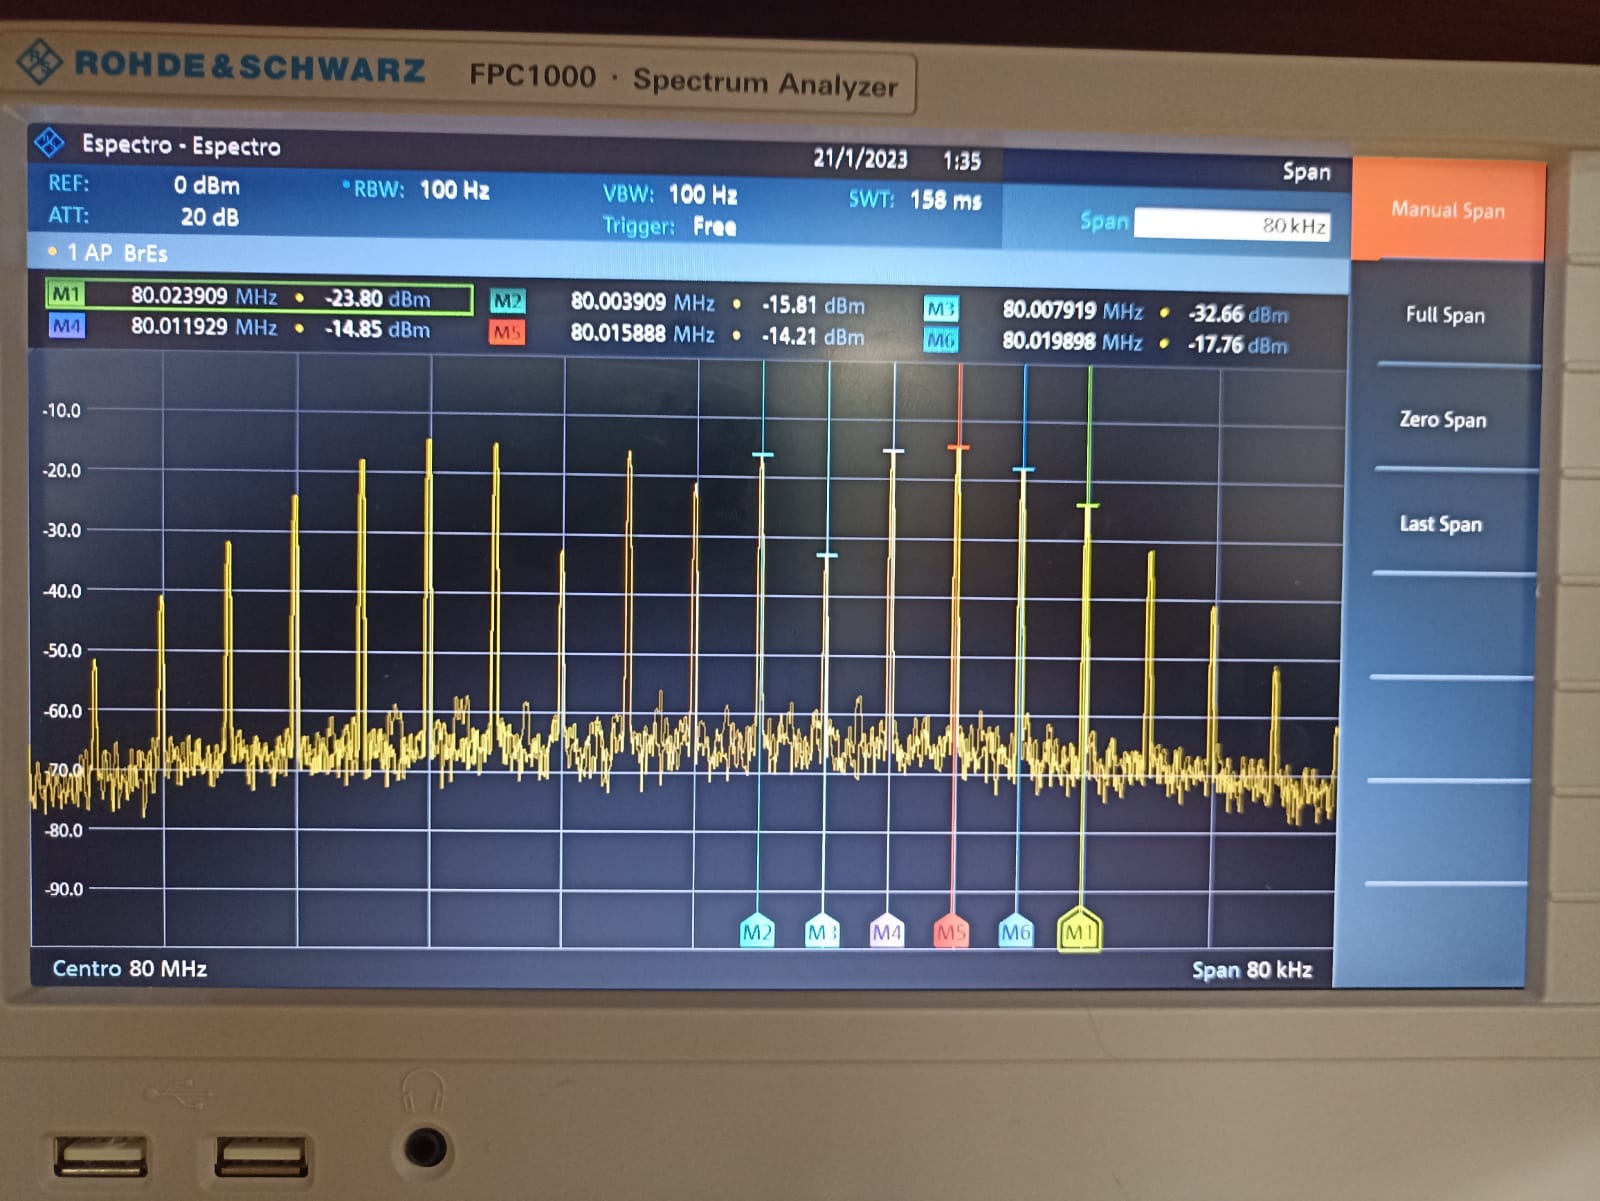 ROHDE & SCHWARZ FPC1000 · Spectrum Analyzer
Espectro - Espectro 21/1/2023 1:35 Span
REF: 0 dBm •RBW: 100 Hz VBW: 100 Hz SWT: 158 ms Span 80 kHz
ATT: 20 dB Trigger: Free
• 1 AP BrEs
M1 80.023909 MHz • -23.80 dBm M2 80.003909 MHz • -15.81 dBm M3 80.007919 MHz • -32.66 dBm
M4 80.011929 MHz • -14.85 dBm M5 80.015888 MHz • -14.21 dBm M6 80.019898 MHz • -17.76 dBm
-10.0
-20.0
-30.0
-40.0
-50.0
-60.0
-70.0
-80.0
-90.0
M2 M3 M4 M5 M6 M1
Centro 80 MHz Span 80 kHz
Manual Span
Full Span
Zero Span
Last Span